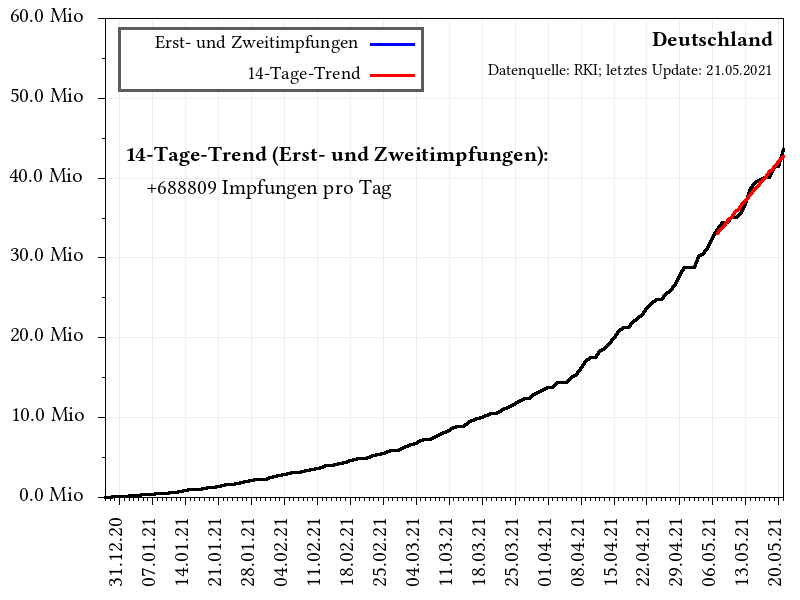 60.0 Mio
50.0 Mio
40.0 Mio
30.0 Mio
20.0 Mio
10.0 Mio
0.0 Mio
Erst- und Zweitimpfungen
14-Tage-Trend
Deutschland
Datenquelle: RKI; letztes Update: 21.05.2021
14-Tage-Trend (Erst- und Zweitimpfungen):
+688809 Impfungen pro Tag
31.12.20
07.01.21
14.01.21
21.01.21
28.01.21
04.02.21
11.02.21
18.02.21
25.02.21
04.03.21
11.03.21
18.03.21
25.03.21
01.04.21
08.04.21
15.04.21
22.04.21
29.04.21
06.05.21
13.05.21
20.05.21